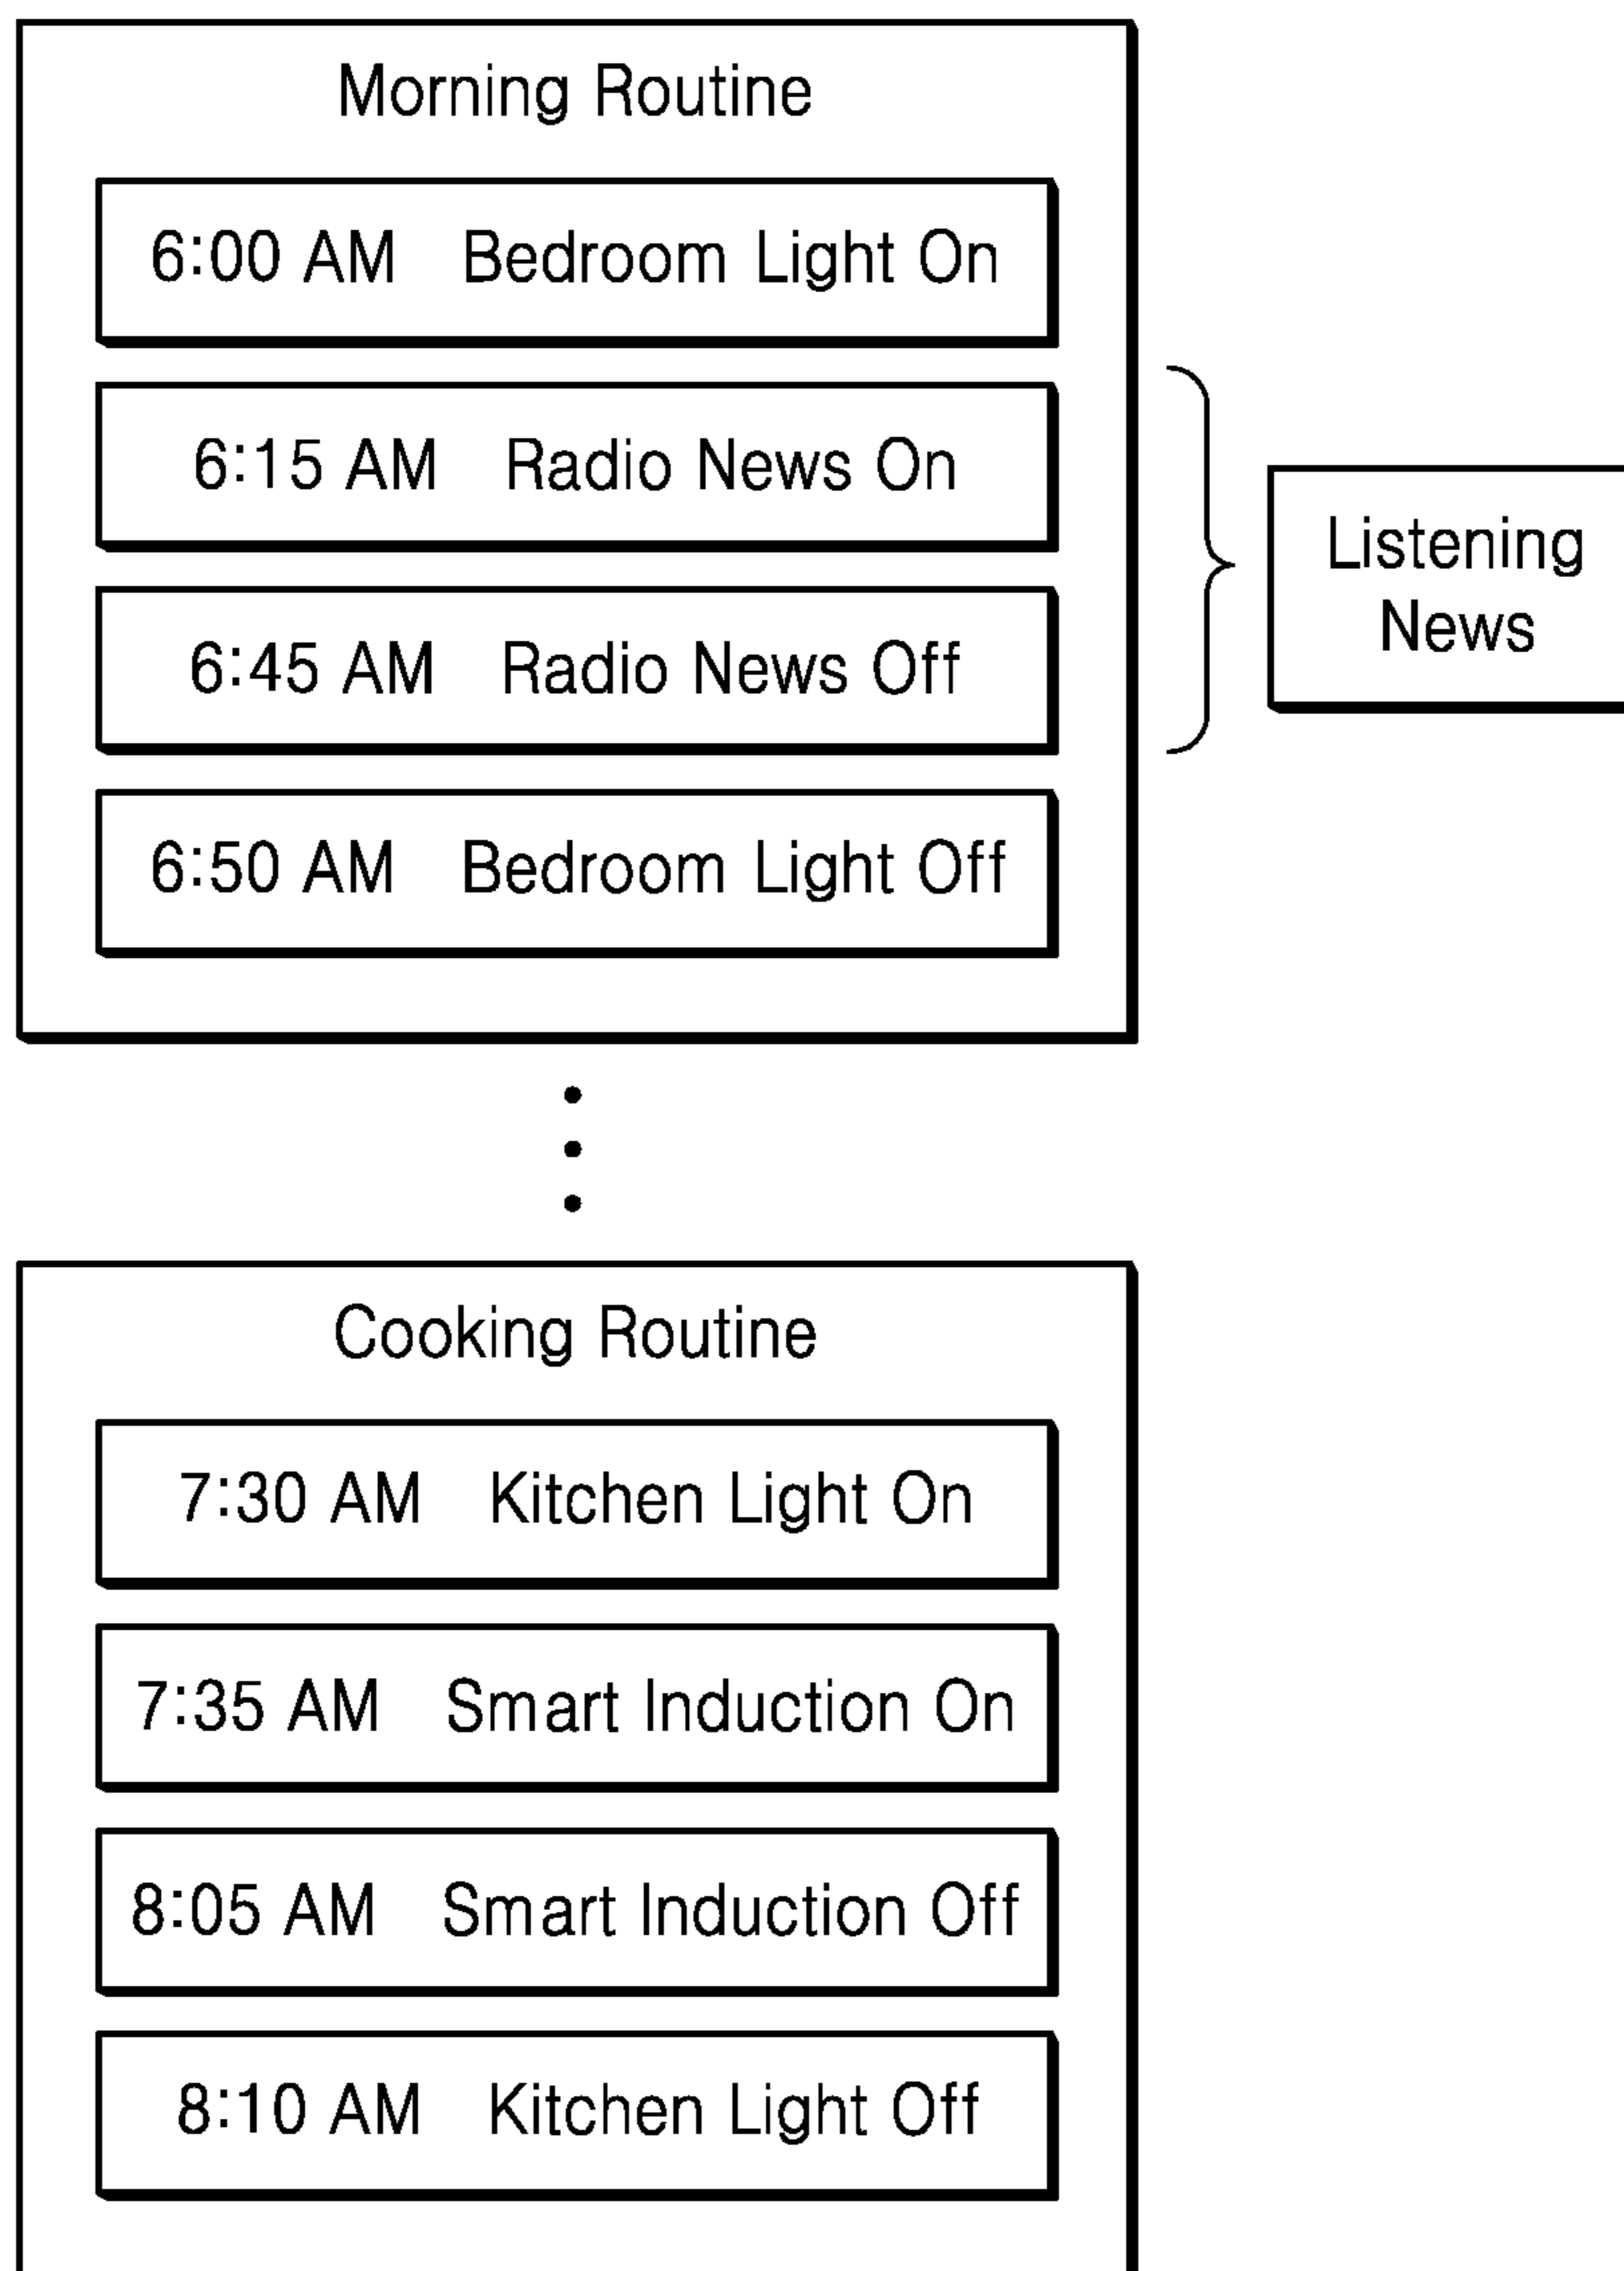 Morning Routine
6:00 AM Bedroom Light On
6:15 AM Radio News On
6:45 AM Radio News Off
6:50 AM Bedroom Light Off
Listening
News
Cooking Routine
7:30 AM Kitchen Light On
7:35 AM Smart Induction On
8:05 AM Smart Induction Off
8:10 AM Kitchen Light Off